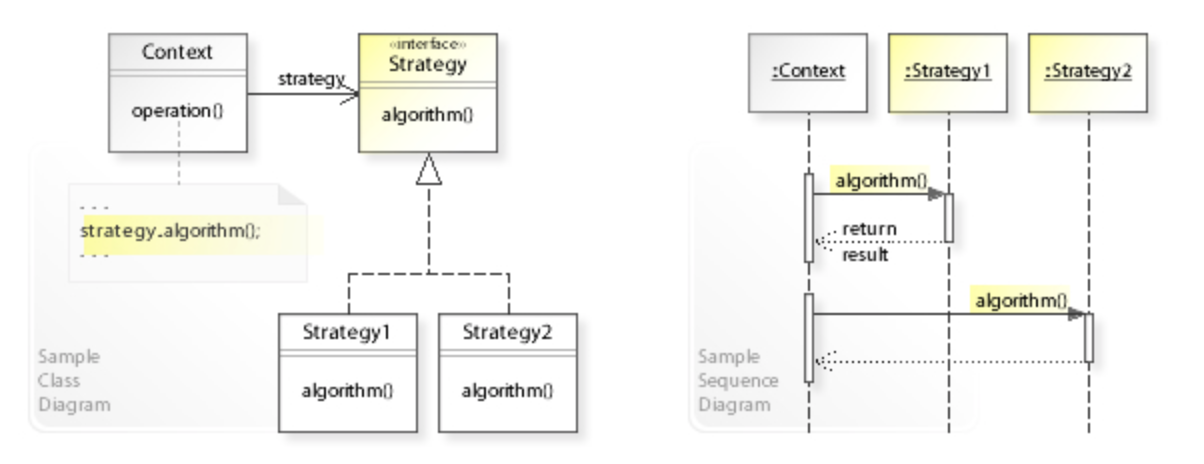 Context
operation()
strategy
«interface»
Strategy
algorithm()
- - -
strategy.algorithm();
- - -
Strategy1
algorithm()
Strategy2
algorithm()
Sample
Class
Diagram
:Context
:Strategy1
:Strategy2
algorithm()
return
result
algorithm()
Sample
Sequence
Diagram